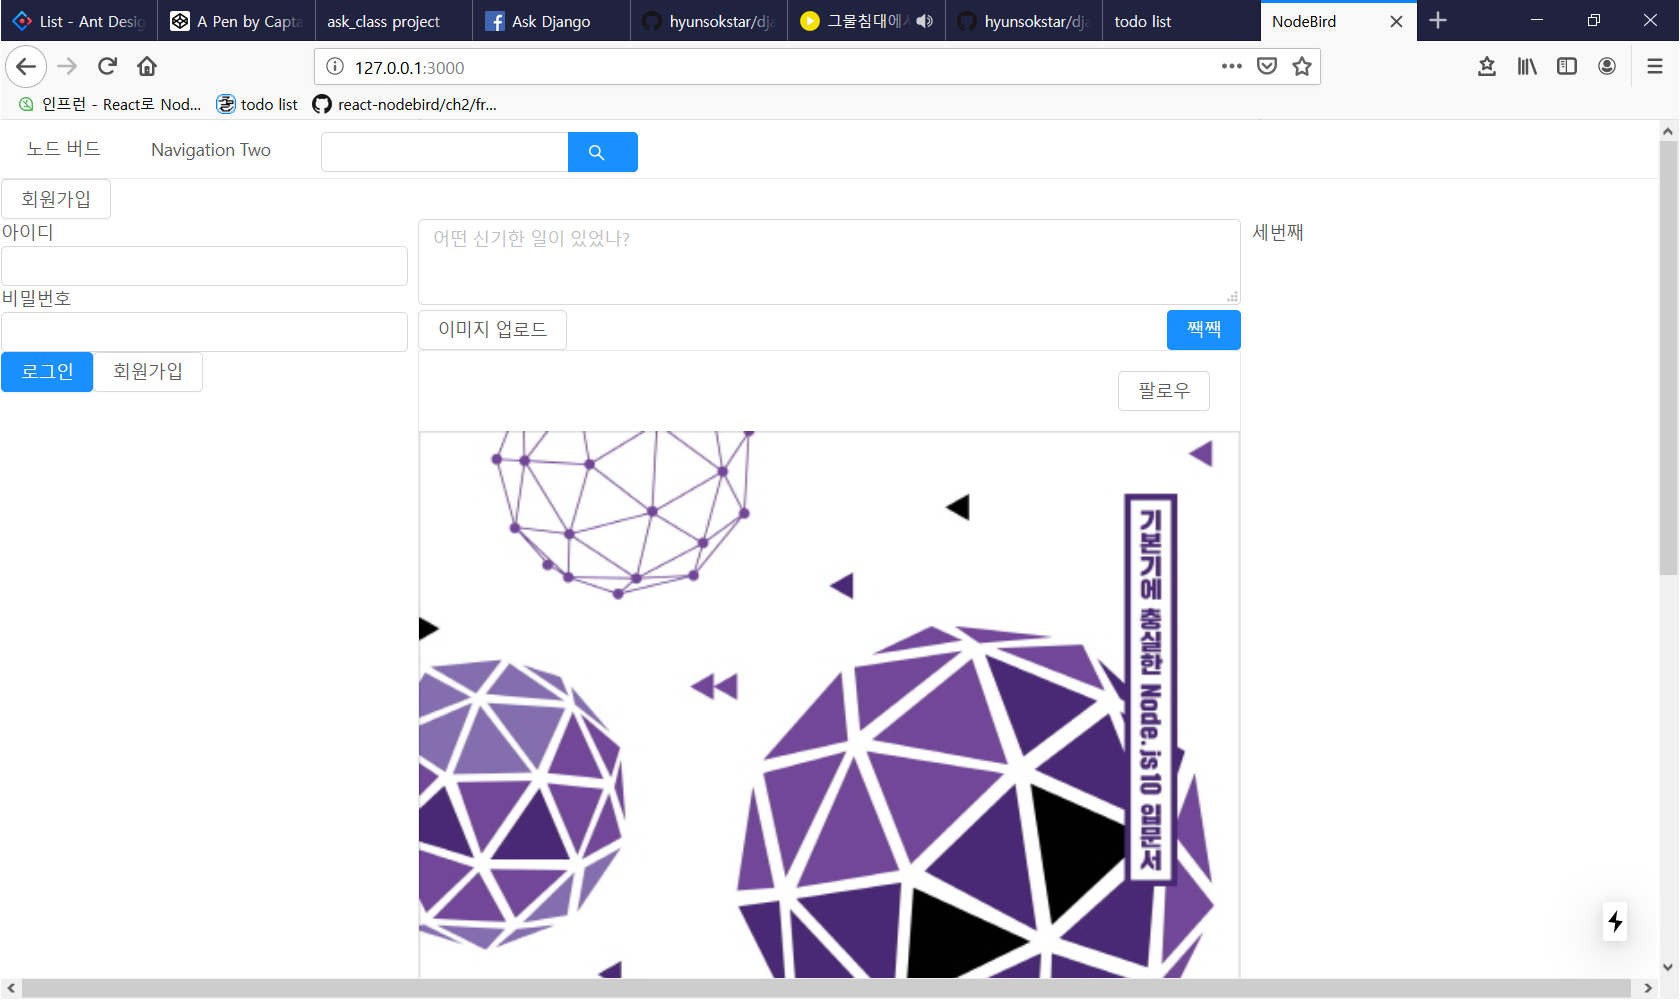 List - Ant Desig
A Pen by Capta
ask_class project
Ask Django
hyunsokstar/dja
그물침대에서
hyunsokstar/dja
todo list
NodeBird
127.0.0.1:3000
인프런 - React로 Nod...
todo list
react-nodebird/ch2/fr...
노드 버드
Navigation Two
회원가입
아이디
어떤 신기한 일이 있었나?
세번째
비밀번호
이미지 업로드
짹짹
로그인
회원가입
팔로우
기본기에 충실한 Node.js 10 입문서